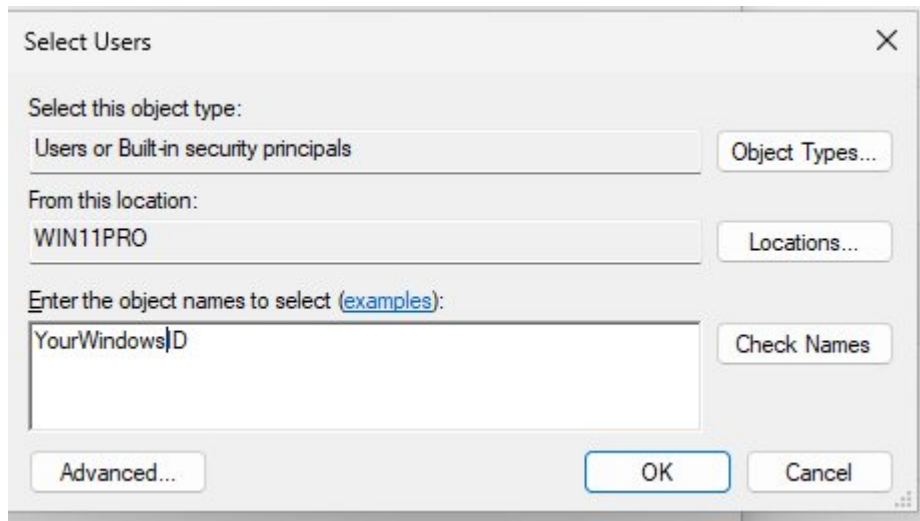 Select Users
Select this object type:
Users or Built-in security principals
Object Types...
From this location:
WIN11PRO
Locations...
Enter the object names to select (examples):
YourWindowsID
Check Names
Advanced...
OK
Cancel